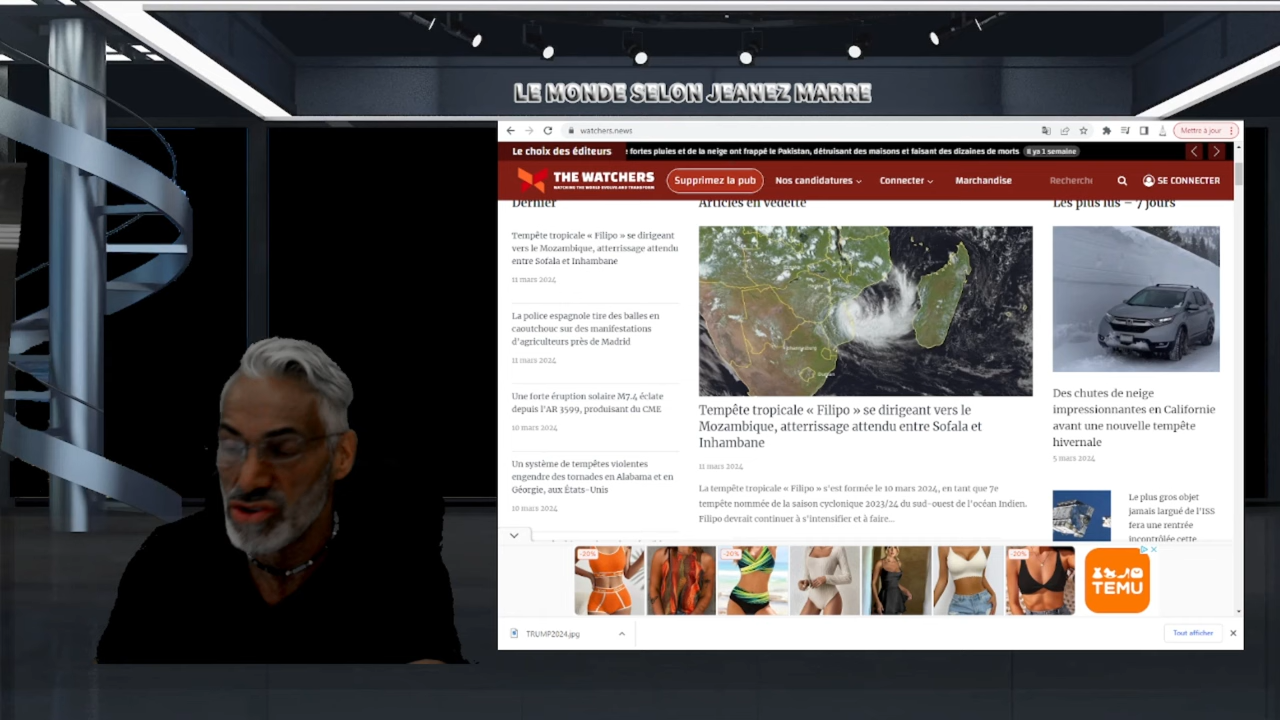 LE MONDE SELON JEANEZ MARRE
watchers.news
Mettre à jour
Le choix des éditeurs
fortes pluies et de la neige ont frappé le Pakistan, détruisant des maisons et faisant des dizaines de morts
Il ya 1 semaine
THE WATCHERS
WATCHING THE WORLD EVOLVE AND TRANSFORM
Supprimez la pub
Nos candidatures
Connecter
Marchandise
Recherche
SE CONNECTER
Dernier
Tempête tropicale « Filipo » se dirigeant
vers le Mozambique, atterrissage attendu
entre Sofala et Inhambane
11 mars 2024
La police espagnole tire des balles en
caoutchouc sur des manifestations
d'agriculteurs près de Madrid
11 mars 2024
Une forte éruption solaire M7.4 éclate
depuis l'AR 3599, produisant du CME
10 mars 2024
Un système de tempêtes violentes
engendre des tornades en Alabama et en
Géorgie, aux États-Unis
10 mars 2024
Articles en vedette
Tempête tropicale « Filipo » se dirigeant vers le
Mozambique, atterrissage attendu entre Sofala et
Inhambane
11 mars 2024
La tempête tropicale « Filipo » s'est formée le 10 mars 2024, en tant que 7e
tempête nommée de la saison cyclonique 2023/24 du sud-ouest de l'océan Indien.
Filipo devrait continuer à s'intensifier et à faire...
Les plus lus – 7 jours
Des chutes de neige
impressionnantes en Californie
avant une nouvelle tempête
hivernale
5 mars 2024
Le plus gros objet
jamais largué de l'ISS
fera une rentrée
incontrôlée cette
-20%
-20%
-20%
TEMU
TRUMP2024.jpg
Tout afficher